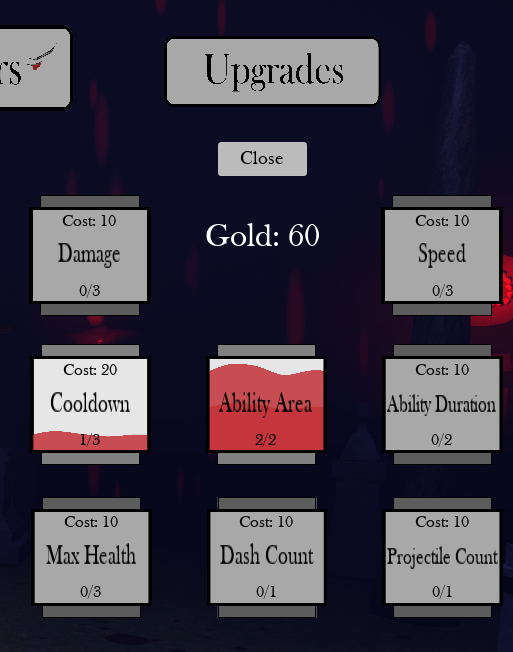 rs
Upgrades
Close
Gold: 60
Cost: 10
Damage
0/3
Cost: 10
Speed
0/3
Cost: 20
Cooldown
1/3
Ability Area
2/2
Cost: 10
Ability Duration
0/2
Cost: 10
Max Health
0/3
Cost: 10
Dash Count
0/1
Cost: 10
Projectile Count
0/1